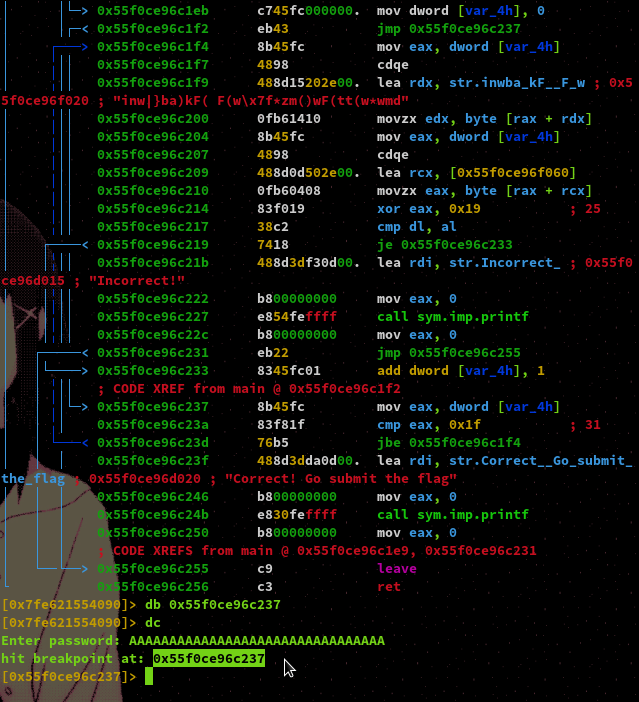 0x55f0ce96c1eb c745fc000000. mov dword [var_4h], 0
0x55f0ce96c1f2 eb43 jmp 0x55f0ce96c237
0x55f0ce96c1f4 8b45fc mov eax, dword [var_4h]
0x55f0ce96c1f7 4898 cdqe
0x55f0ce96c1f9 488d15202e00. lea rdx, str.inwba_kF__F_w ; 0x5
5f0ce96f020 ; "inw|}ba)kF( F(w\x7f*zm()wF(tt(w*wmd"
0x55f0ce96c200 0fb61410 movzx edx, byte [rax + rdx]
0x55f0ce96c204 8b45fc mov eax, dword [var_4h]
0x55f0ce96c207 4898 cdqe
0x55f0ce96c209 488d0d502e00. lea rcx, [0x55f0ce96f060]
0x55f0ce96c210 0fb60408 movzx eax, byte [rax + rcx]
0x55f0ce96c214 83f019 xor eax, 0x19 ; 25
0x55f0ce96c217 38c2 cmp dl, al
0x55f0ce96c219 7418 je 0x55f0ce96c233
0x55f0ce96c21b 488d3df30d00. lea rdi, str.Incorrect_ ; 0x55f0
ce96d015 ; "Incorrect!"
0x55f0ce96c222 b800000000 mov eax, 0
0x55f0ce96c227 e854feffff call sym.imp.printf
0x55f0ce96c22c b800000000 mov eax, 0
0x55f0ce96c231 eb22 jmp 0x55f0ce96c255
0x55f0ce96c233 8345fc01 add dword [var_4h], 1
; CODE XREF from main @ 0x55f0ce96c1f2
0x55f0ce96c237 8b45fc mov eax, dword [var_4h]
0x55f0ce96c23a 83f81f cmp eax, 0x1f ; 31
0x55f0ce96c23d 76b5 jbe 0x55f0ce96c1f4
0x55f0ce96c23f 488d3dda0d00. lea rdi, str.Correct__Go_submit_
the_flag ; 0x55f0ce96d020 ; "Correct! Go submit the flag"
0x55f0ce96c246 b800000000 mov eax, 0
0x55f0ce96c24b e830feffff call sym.imp.printf
0x55f0ce96c250 b800000000 mov eax, 0
; CODE XREFS from main @ 0x55f0ce96c1e9, 0x55f0ce96c231
0x55f0ce96c255 c9 leave
0x55f0ce96c256 c3 ret
[0x7fe621554090]> db 0x55f0ce96c237
[0x7fe621554090]> dc
Enter password: AAAAAAAAAAAAAAAAAAAAAAAAAAAAAAAAA
hit breakpoint at: 0x55f0ce96c237
[0x55f0ce96c237]>